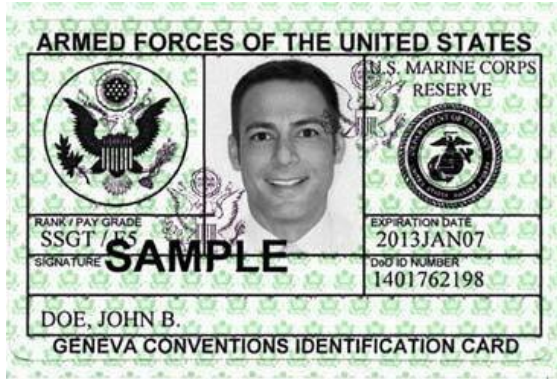 ARMED FORCES OF THE UNITED STATES
U.S. MARINE CORPS
RESERVE
RANK / PAY GRADE
SSGT / E5
EXPIRATION DATE
2013JAN07
SIGNATURE
SAMPLE
DoD ID NUMBER
1401762198
DOE, JOHN B.
GENEVA CONVENTIONS IDENTIFICATION CARD